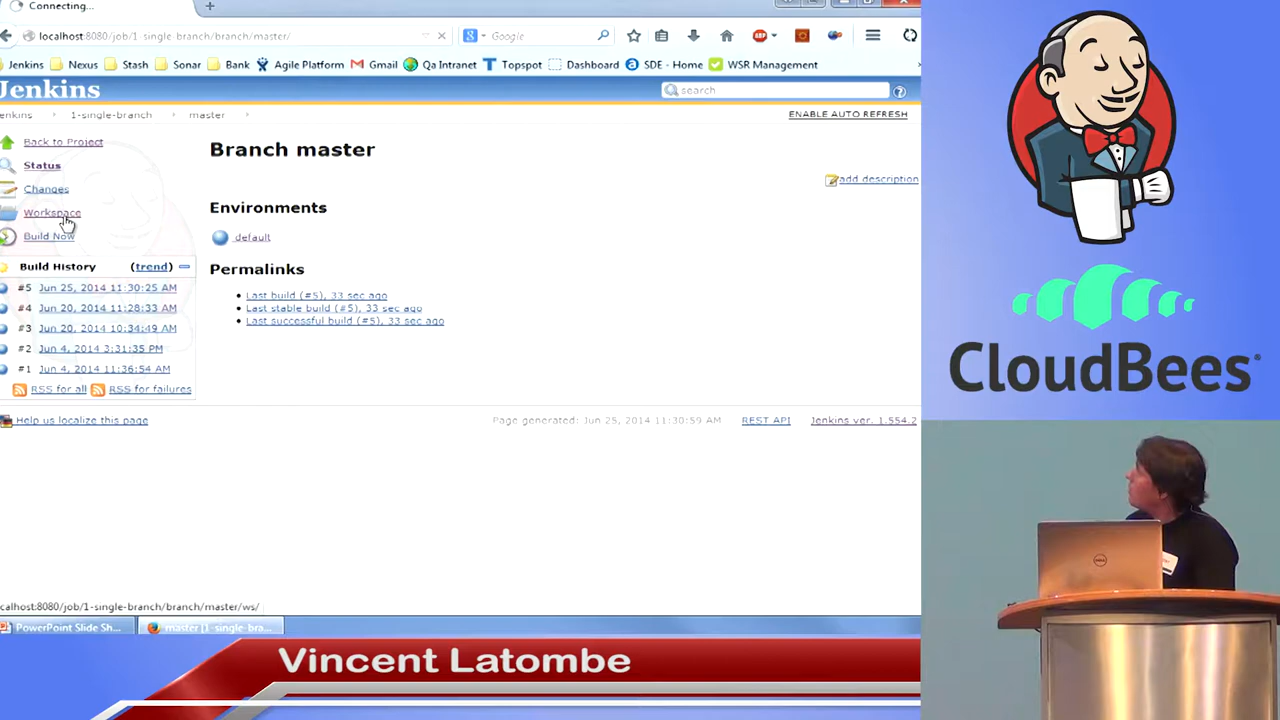 Connecting...
localhost:8080/job/1-single-branch/branch/master/
Google
Jenkins Nexus Stash Sonar Bank Agile Platform Gmail Qa Intranet Topspot Dashboard SDE - Home WSR Management
Jenkins
search
enkins 1-single-branch master
ENABLE AUTO REFRESH
Back to Project
Status
Changes
Workspace
Build Now
Build History (trend)
#5 Jun 25, 2014 11:30:25 AM
#4 Jun 20, 2014 11:28:33 AM
#3 Jun 20, 2014 10:34:49 AM
#2 Jun 4, 2014 3:31:35 PM
#1 Jun 4, 2014 11:36:54 AM
RSS for all RSS for failures
Branch master
add description
Environments
default
Permalinks
Last build (#5), 33 sec ago
Last stable build (#5), 33 sec ago
Last successful build (#5), 33 sec ago
Help us localize this page
Page generated: Jun 25, 2014 11:30:59 AM REST API Jenkins ver. 1.554.2
calhost:8080/job/1-single-branch/branch/master/ws/
PowerPoint Slide Sh...
master [1-single-bra...
Vincent Latombe
CloudBees